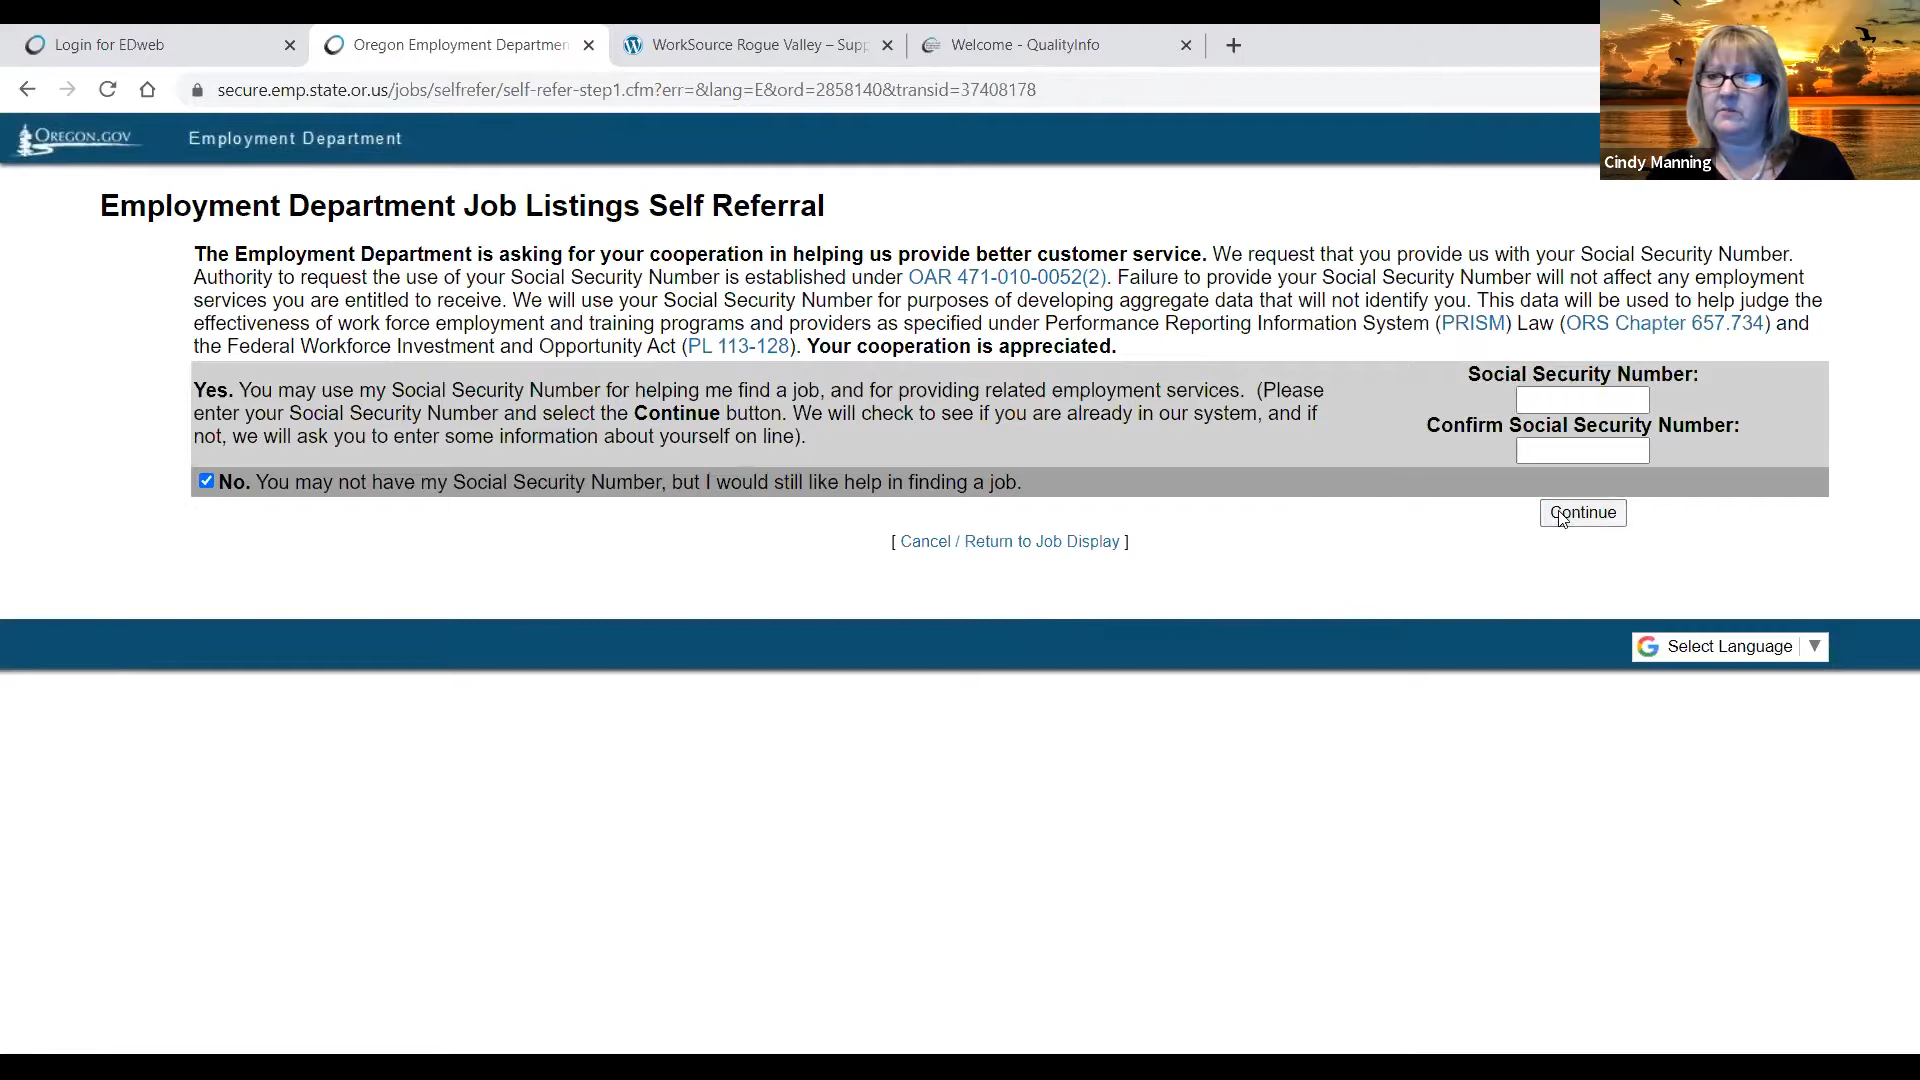 Login for EDweb
Oregon Employment Departmen
WorkSource Rogue Valley – Supp
Welcome - QualityInfo
secure.emp.state.or.us/jobs/selfrefer/self-refer-step1.cfm?err=&lang=E&ord=2858140&transid=37408178
OREGON.GOV
Employment Department
Cindy Manning
Employment Department Job Listings Self Referral
The Employment Department is asking for your cooperation in helping us provide better customer service. We request that you provide us with your Social Security Number.
Authority to request the use of your Social Security Number is established under OAR 471-010-0052(2). Failure to provide your Social Security Number will not affect any employment
services you are entitled to receive. We will use your Social Security Number for purposes of developing aggregate data that will not identify you. This data will be used to help judge the
effectiveness of work force employment and training programs and providers as specified under Performance Reporting Information System (PRISM) Law (ORS Chapter 657.734) and
the Federal Workforce Investment and Opportunity Act (PL 113-128). Your cooperation is appreciated.
Yes. You may use my Social Security Number for helping me find a job, and for providing related employment services. (Please
enter your Social Security Number and select the Continue button. We will check to see if you are already in our system, and if
not, we will ask you to enter some information about yourself on line).
Social Security Number:
Confirm Social Security Number:
No. You may not have my Social Security Number, but I would still like help in finding a job.
Continue
[ Cancel / Return to Job Display ]
Select Language